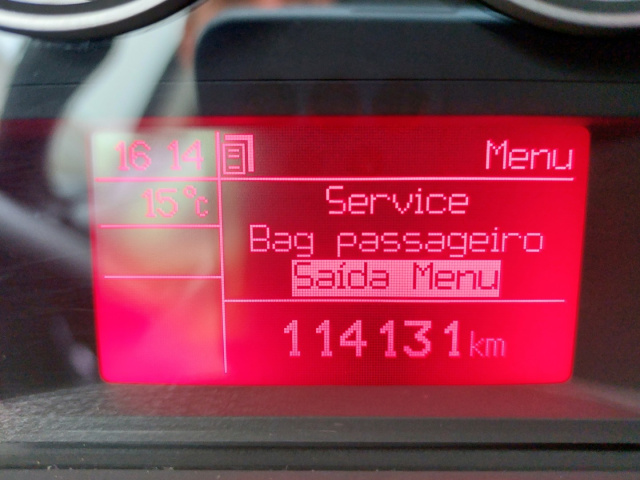 16 14
Menu
15°c
Service
Bag passageiro
Saída Menu
114131km